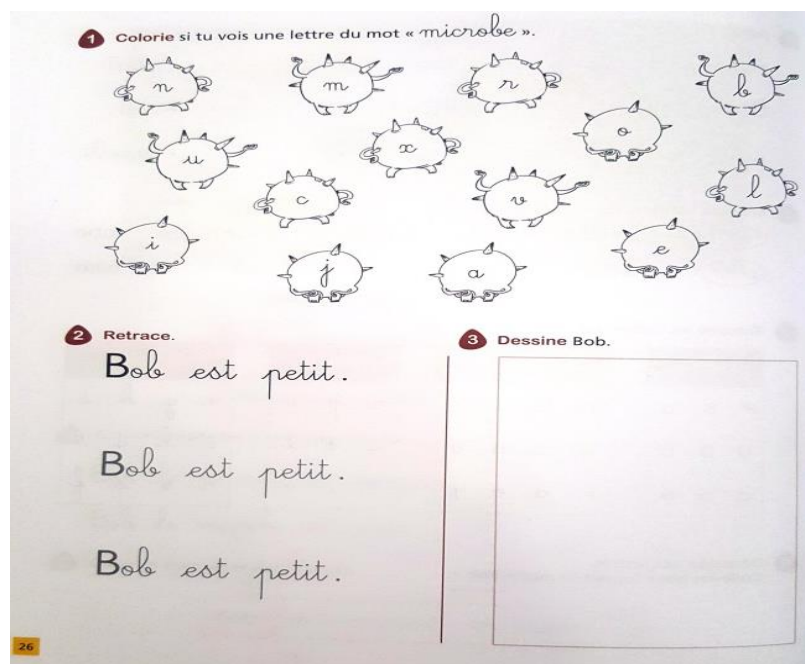 1 Colorie si tu vois une lettre du mot « microbe ».
n m r b
u x o
c v l
i j a e
2 Retrace.
Bob est petit.
Bob est petit.
Bob est petit.
3 Dessine Bob.
26